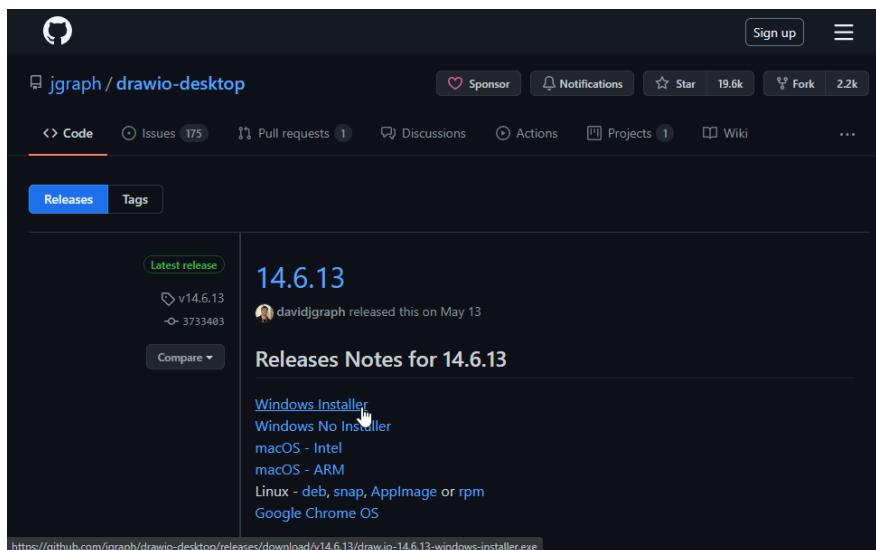 Sign up
jgraph / drawio-desktop
Sponsor Notifications Star 19.6k Fork 2.2k
<> Code Issues 175 Pull requests 1 Discussions Actions Projects 1 Wiki ...
Releases Tags
Latest release
v14.6.13
3733403
Compare
14.6.13
davidjgraph released this on May 13
Releases Notes for 14.6.13
Windows Installer
Windows No Installer
macOS - Intel
macOS - ARM
Linux - deb, snap, AppImage or rpm
Google Chrome OS
https://github.com/jgraph/drawio-desktop/releases/download/v14.6.13/draw.io-14.6.13-windows-installer.exe